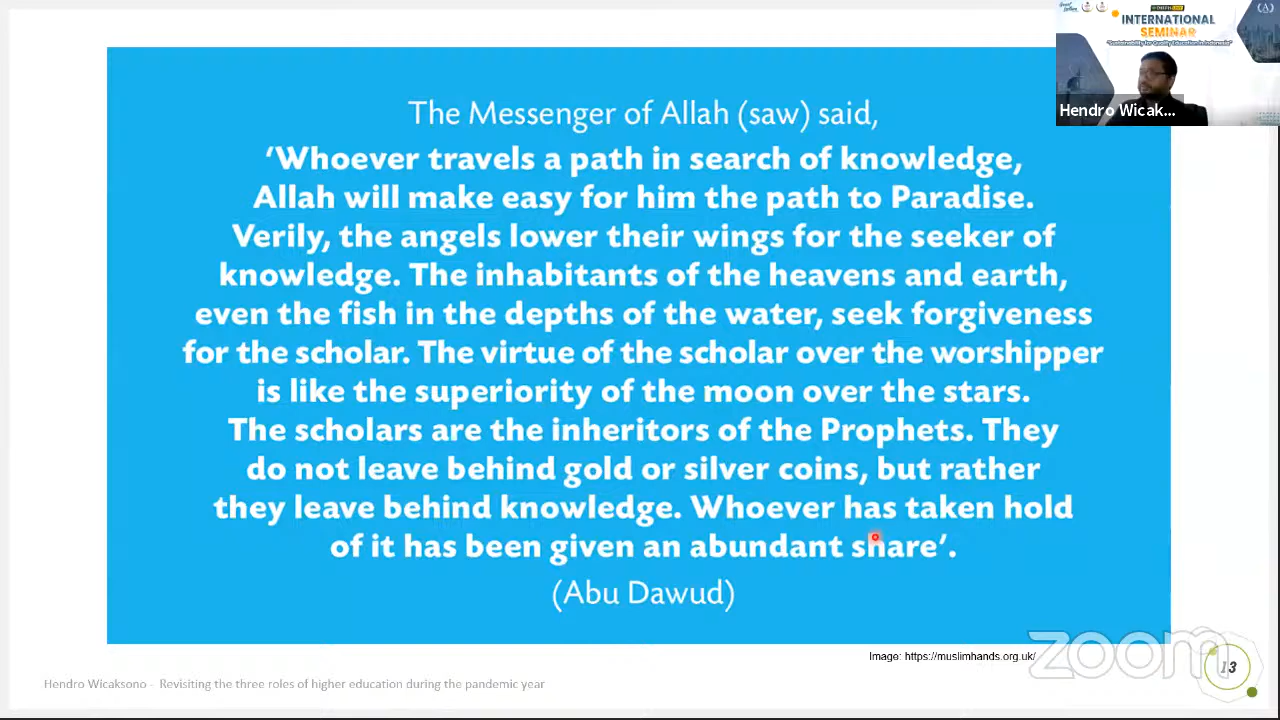 INTERNATIONAL
SEMINAR
"Sustainability for Quality Education in Indonesia"
Hendro Wicak...
The Messenger of Allah (saw) said,
‘Whoever travels a path in search of knowledge,
Allah will make easy for him the path to Paradise.
Verily, the angels lower their wings for the seeker of
knowledge. The inhabitants of the heavens and earth,
even the fish in the depths of the water, seek forgiveness
for the scholar. The virtue of the scholar over the worshipper
is like the superiority of the moon over the stars.
The scholars are the inheritors of the Prophets. They
do not leave behind gold or silver coins, but rather
they leave behind knowledge. Whoever has taken hold
of it has been given an abundant share’.
(Abu Dawud)
Image: https://muslimhands.org.uk/
zoom
Hendro Wicaksono - Revisiting the three roles of higher education during the pandemic year
13